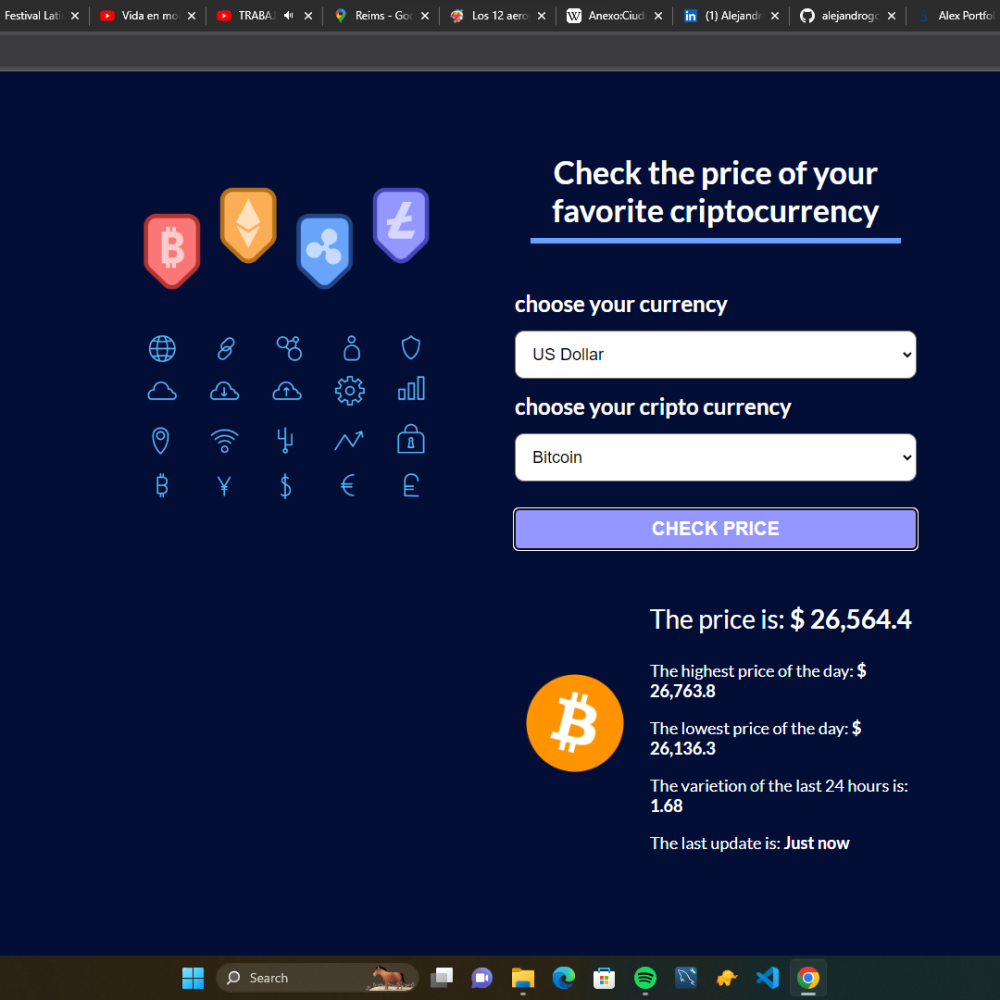 Festival Lati
Vida en mo
TRABAJ
Reims - Goo
Los 12 aero
Anexo:Ciud
(1) Alejandr
alejandrogo
Alex Portfol
Check the price of your
favorite criptocurrency
choose your currency
US Dollar
choose your cripto currency
Bitcoin
CHECK PRICE
The price is: $ 26,564.4
The highest price of the day: $
26,763.8
The lowest price of the day: $
26,136.3
The varietion of the last 24 hours is:
1.68
The last update is: Just now
Search